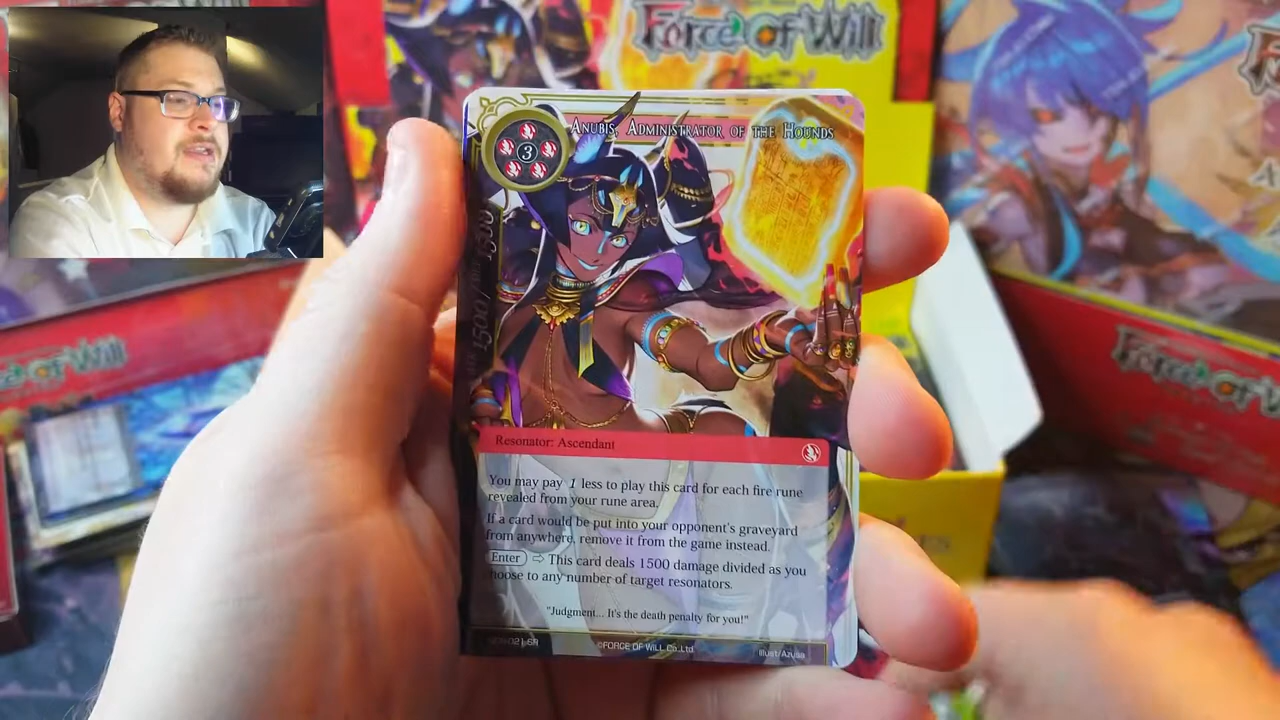 Force Of Will
Anubis, Administrator of the Hounds
3
1500 / 1500
Resonator: Ascendant
You may pay 1 less to play this card for each fire rune
revealed from your rune area.
If a card would be put into your opponent's graveyard
from anywhere, remove it from the game instead.
Enter ⇨ This card deals 1500 damage divided as you
choose to any number of target resonators.
"Judgment... It's the death penalty for you!"
©FORCE OF WILL Co.,Ltd.
Illust/Azusa
Force Of Will
Force Of Will